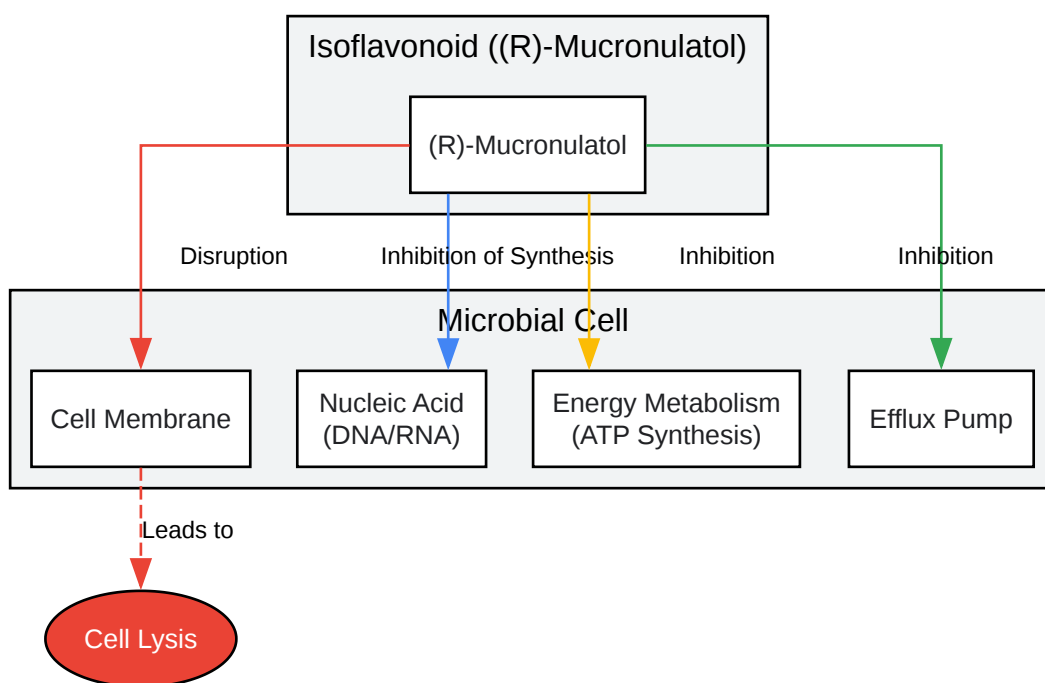 Isoflavonoid ((R)-Mucronulatol)
(R)-Mucronulatol
Disruption
Inhibition of Synthesis
Inhibition
Inhibition
Microbial Cell
Cell Membrane
Nucleic Acid
(DNA/RNA)
Energy Metabolism
(ATP Synthesis)
Efflux Pump
Leads to
Cell Lysis